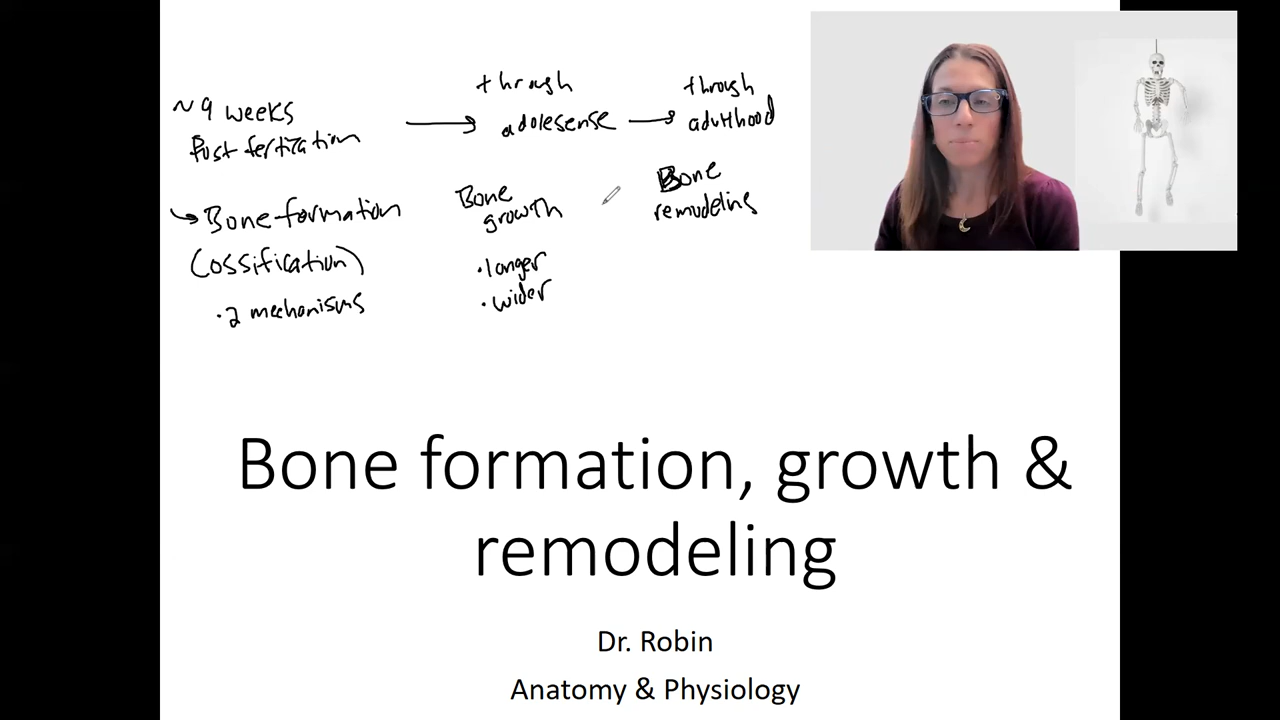 ~9 weeks
Post fertization
through
adolesense
through
adulthood
Bone formation
(ossification)
• 2 mechanisms
Bone
growth
• longer
• wider
Bone
remodeling
Bone formation, growth &
remodeling
Dr. Robin
Anatomy & Physiology